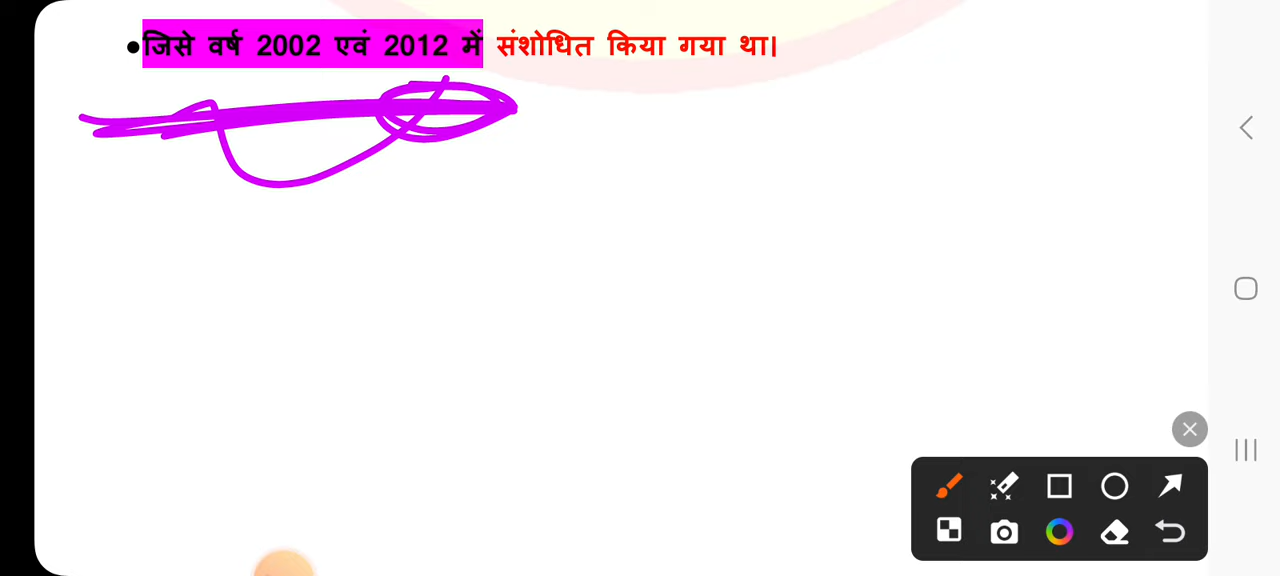 ●जिसे वर्ष 2002 एवं 2012 में संशोधित किया गया था।